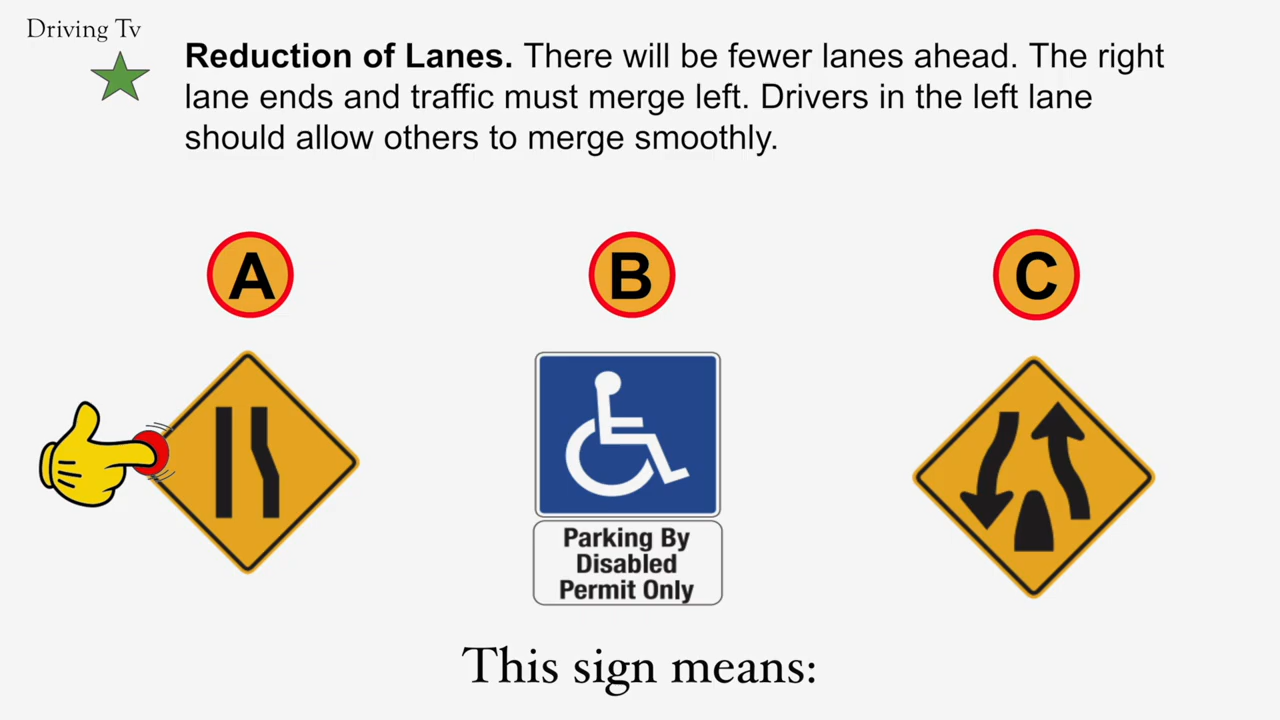 Driving Tv
Reduction of Lanes. There will be fewer lanes ahead. The right
lane ends and traffic must merge left. Drivers in the left lane
should allow others to merge smoothly.
A
B
C
Parking By
Disabled
Permit Only
This sign means: